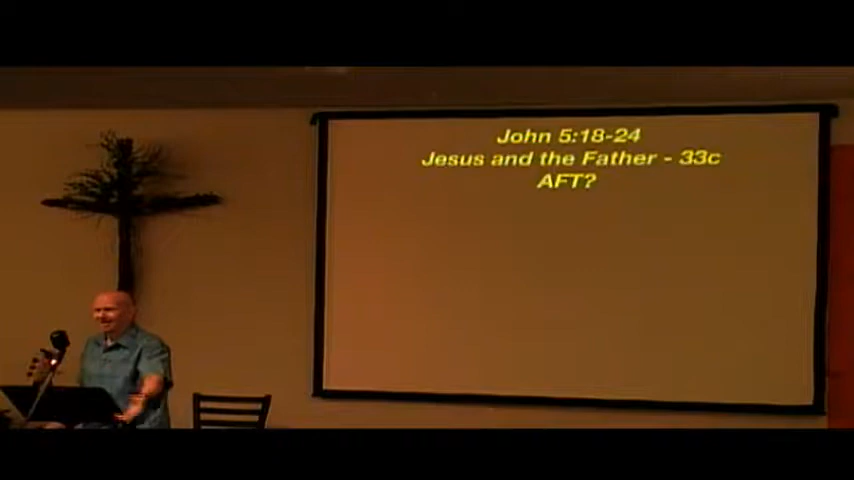 John 5:18-24
Jesus and the Father - 33c
AFT?